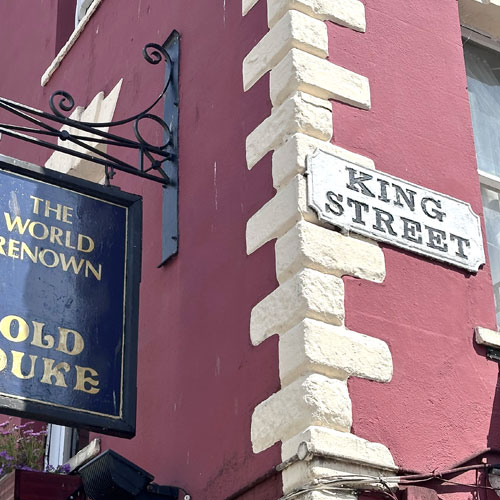 THE
WORLD
RENOWN
OLD
DUKE
KING
STREET